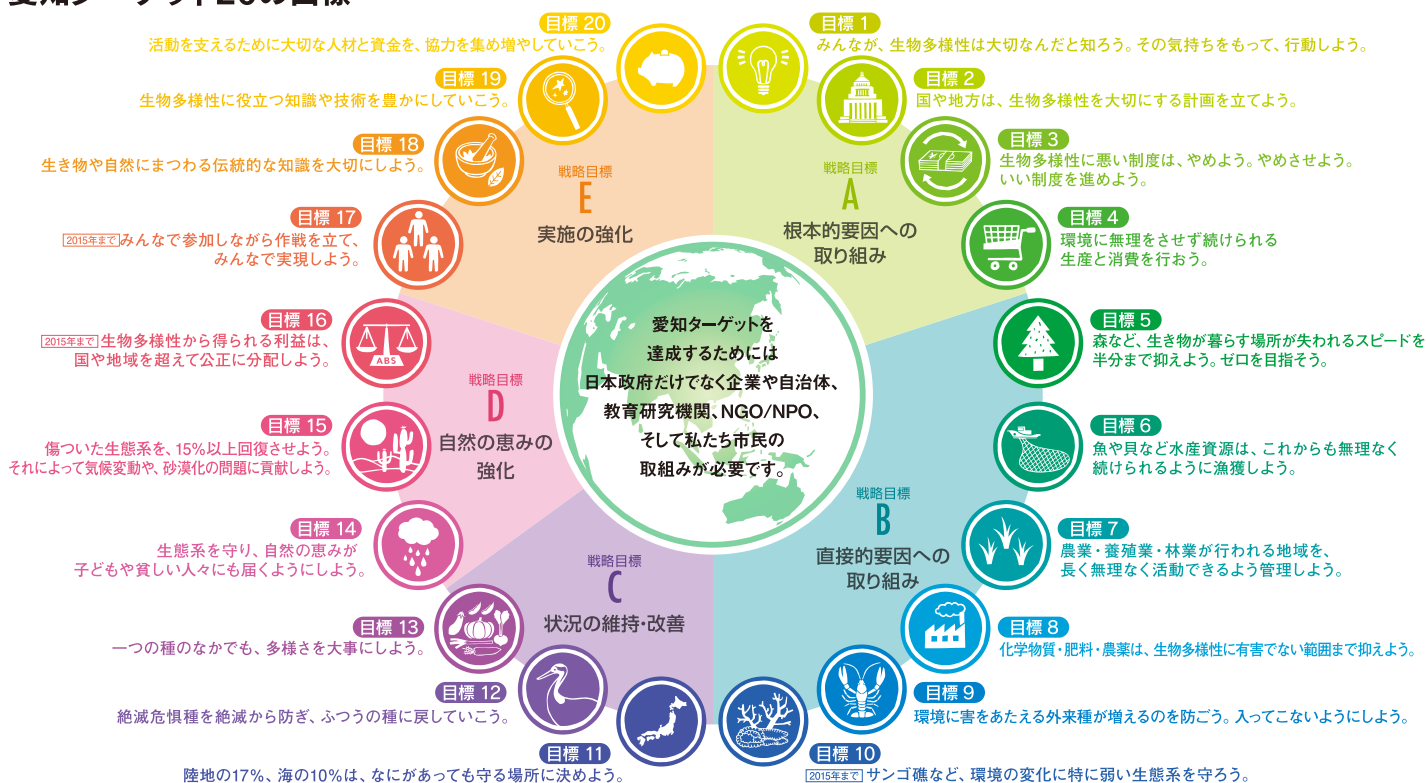 愛知ターゲット20の目標
目標 1
みんなが、生物多様性は大切なんだと知ろう。その気持ちをもって、行動しよう。
目標 2
国や地方は、生物多様性を大切にする計画を立てよう。
目標 3
生物多様性に悪い制度は、やめよう。やめさせよう。
いい制度を進めよう。
目標 4
環境に無理をさせず続けられる
生産と消費を行おう。
目標 5
森など、生き物が暮らす場所が失われるスピードを
半分まで抑えよう。ゼロを目指そう。
目標 6
魚や貝など水産資源は、これからも無理なく
続けられるように漁獲しよう。
目標 7
農業・養殖業・林業が行われる地域を、
長く無理なく活動できるよう管理しよう。
目標 8
化学物質・肥料・農薬は、生物多様性に有害でない範囲まで抑えよう。
目標 9
環境に害をあたえる外来種が増えるのを防ごう。入ってこないようにしよう。
目標 10
2015年まで サンゴ礁など、環境の変化に特に弱い生態系を守ろう。
目標 11
陸地の17%、海の10%は、なにがあっても守る場所に決めよう。
目標 12
絶滅危惧種を絶滅から防ぎ、ふつうの種に戻していこう。
目標 13
一つの種のなかでも、多様さを大事にしよう。
目標 14
生態系を守り、自然の恵みが
子どもや貧しい人々にも届くようにしよう。
目標 15
傷ついた生態系を、15%以上回復させよう。
それによって気候変動や、砂漠化の問題に貢献しよう。
目標 16
2015年まで 生物多様性から得られる利益は、
国や地域を超えて公正に分配しよう。
ABS
目標 17
2015年まで みんなで参加しながら作戦を立て、
みんなで実現しよう。
目標 18
生き物や自然にまつわる伝統的な知識を大切にしよう。
目標 19
生物多様性に役立つ知識や技術を豊かにしていこう。
目標 20
活動を支えるために大切な人材と資金を、協力を集め増やしていこう。
戦略目標
A
根本的要因への
取り組み
戦略目標
B
直接的要因への
取り組み
戦略目標
C
状況の維持・改善
戦略目標
D
自然の恵みの
強化
戦略目標
E
実施の強化
愛知ターゲットを
達成するためには
日本政府だけでなく企業や自治体、
教育研究機関、NGO/NPO、
そして私たち市民の
取組みが必要です。